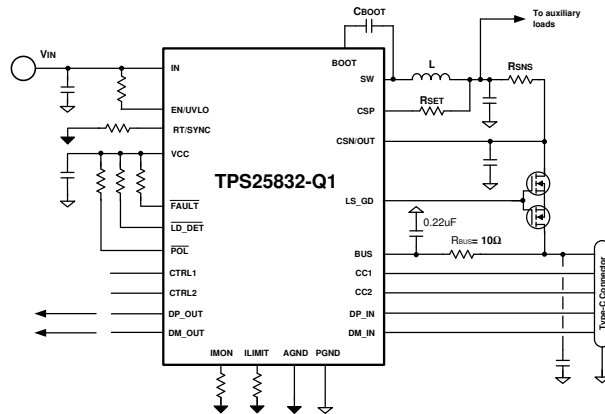 CBOOT
To auxiliary
loads
VIN
IN
BOOT
SW
L
RSNS
EN/UVLO
CSP
RSET
RT/SYNC
CSN/OUT
VCC
TPS25832-Q1
FAULT
LS_GD
LD_DET
0.22uF
POL
BUS
RBUS= 10Ω
CTRL1
CC1
CTRL2
CC2
DP_OUT
DP_IN
DM_OUT
DM_IN
Type-C Connector
IMON
ILIMIT
AGND
PGND